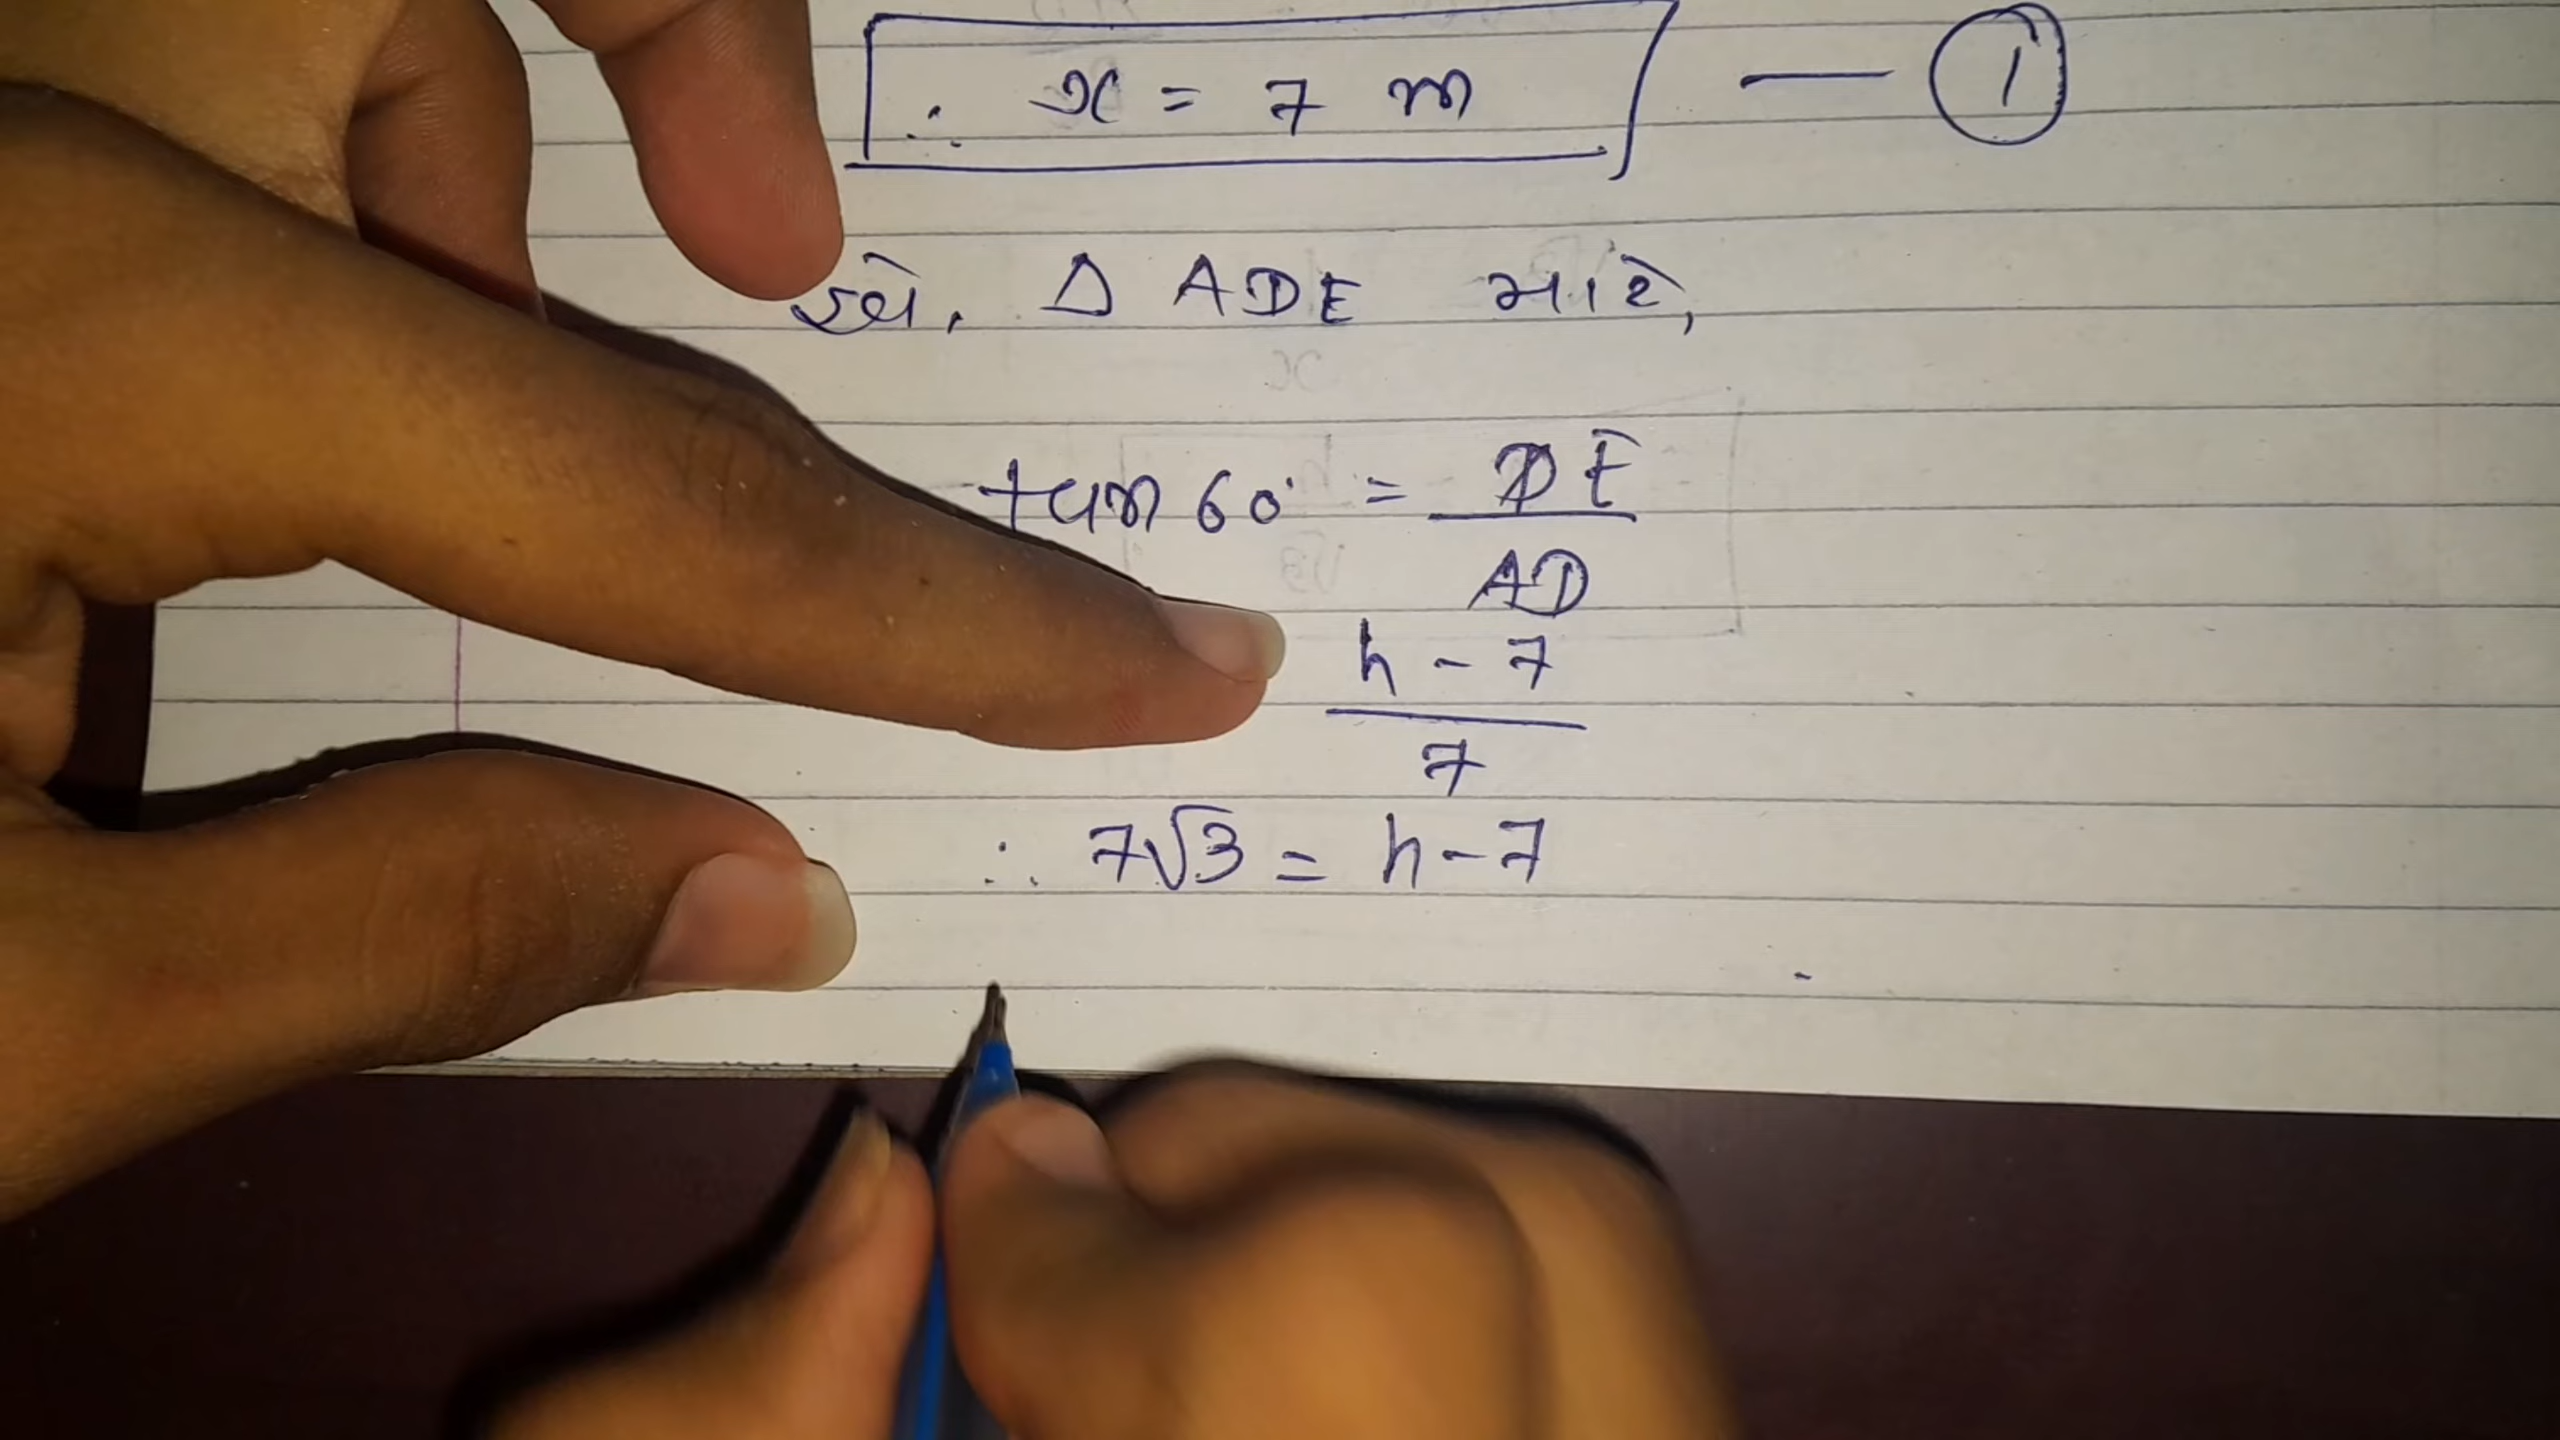 ∴ x = 7 m — 1
હવે, Δ ADE માટે,
tan 60° = DE / AD
h - 7 / 7
∴ 7√3 = h - 7